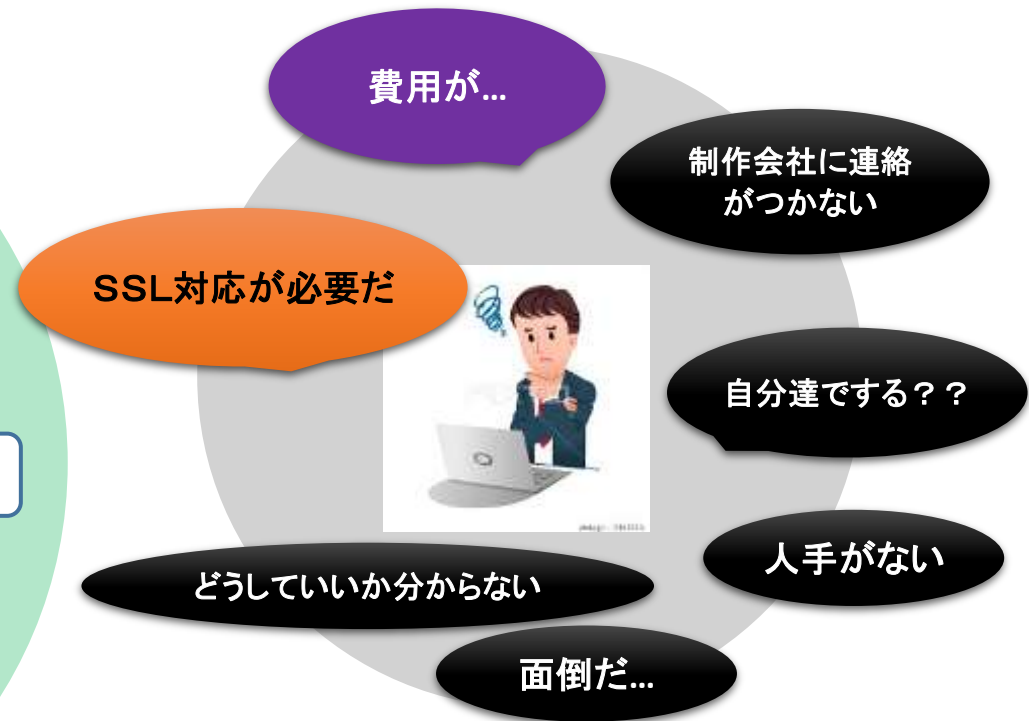 費用が...
制作会社に連絡
がつかない
SSL対応が必要だ
自分達でする？？
人手がない
どうしていいか分からない
面倒だ...